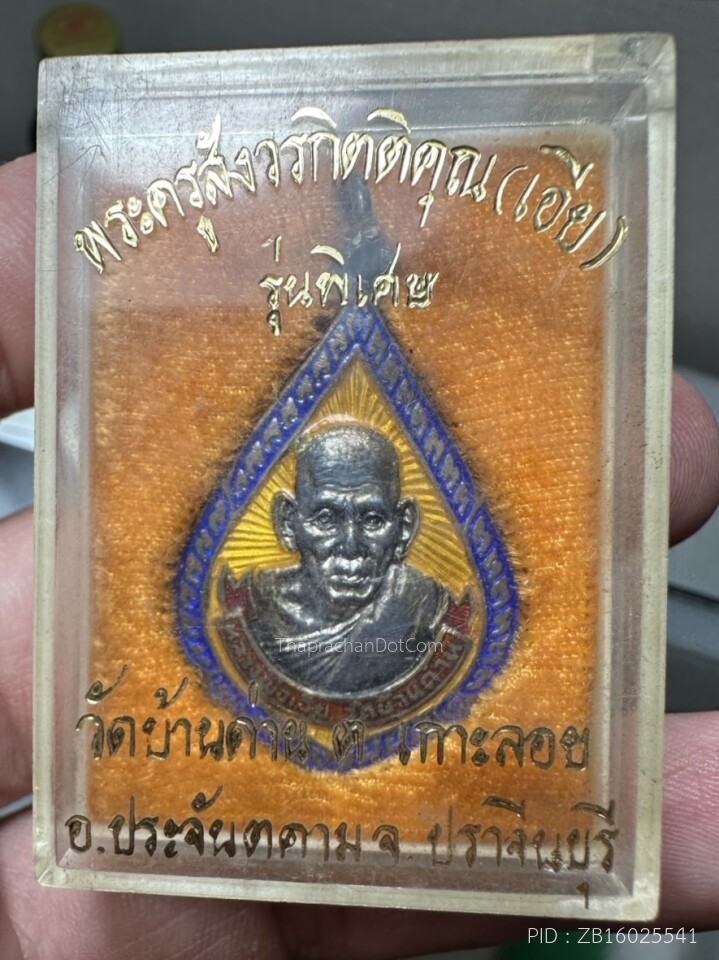 พระครูสังวรกิตติคุณ (เอีย)
รุ่นพิเศษ
ThaprachanDotCom
วัดบ้านด่าน ต. เกาะลอย
อ.ประจันตคาม จ.ปราจีนบุรี
PID : ZB16025541